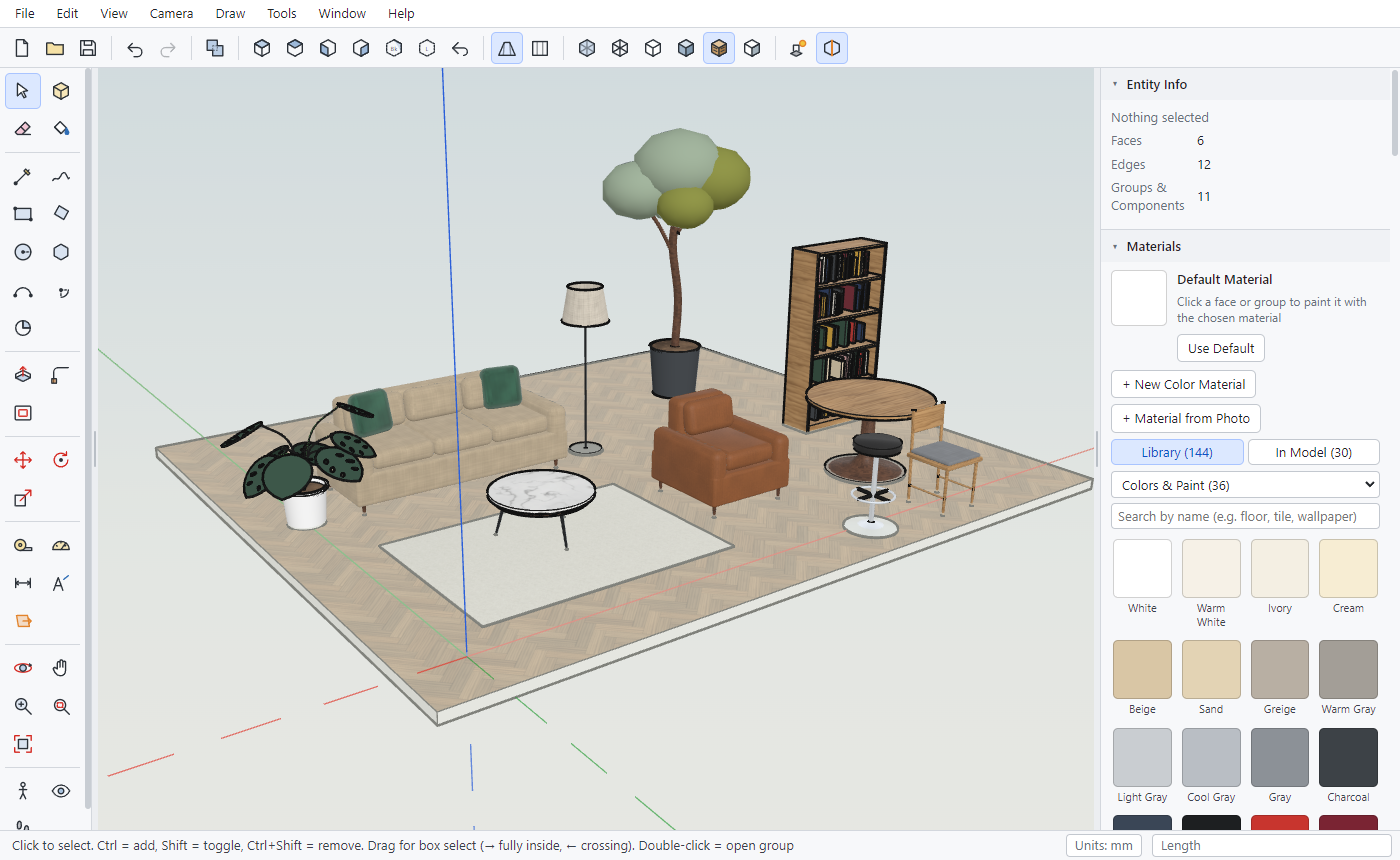 File Edit View Camera Draw Tools Window Help
Entity Info
Nothing selected
Faces 6
Edges 12
Groups &
Components 11
Materials
Default Material
Click a face or group to paint it with
the chosen material
Use Default
+ New Color Material
+ Material from Photo
Library (144) In Model (30)
Colors & Paint (36)
Search by name (e.g. floor, tile, wallpaper)
White Warm Ivory Cream
White
Beige Sand Greige Warm Gray
Light Gray Cool Gray Gray Charcoal
Click to select. Ctrl = add, Shift = toggle, Ctrl+Shift = remove. Drag for box select (→ fully inside, ← crossing). Double-click = open group
Units: mm Length